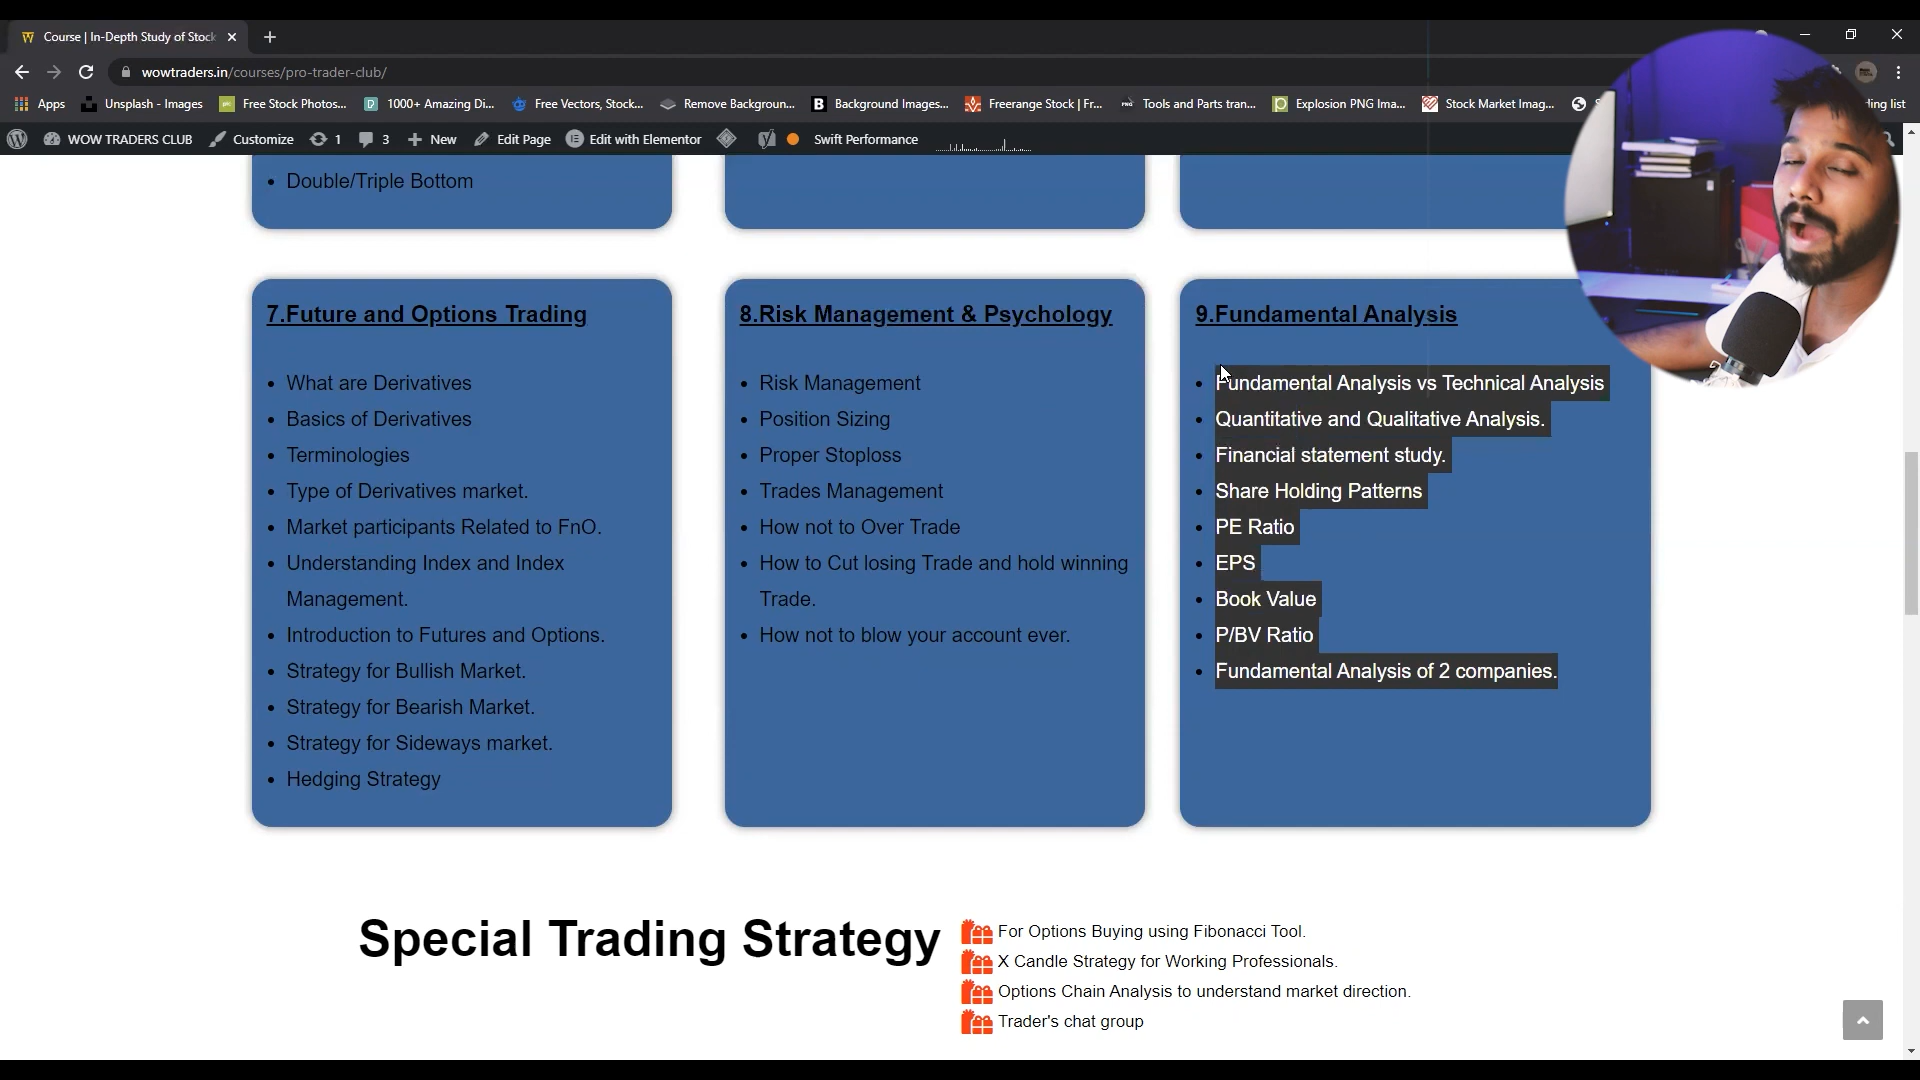 Course | In-Depth Study of Stock
wowtraders.in/courses/pro-trader-club/
Apps
Unsplash - Images
Free Stock Photos...
1000+ Amazing Di...
Free Vectors, Stock...
Remove Backgroun...
Background Images...
Freerange Stock | Fr...
Tools and Parts tran...
Explosion PNG Ima...
Stock Market Imag...
ding list
WOW TRADERS CLUB
Customize
1
3
New
Edit Page
Edit with Elementor
Swift Performance
• Double/Triple Bottom
7.Future and Options Trading
• What are Derivatives
• Basics of Derivatives
• Terminologies
• Type of Derivatives market.
• Market participants Related to FnO.
• Understanding Index and Index
Management.
• Introduction to Futures and Options.
• Strategy for Bullish Market.
• Strategy for Bearish Market.
• Strategy for Sideways market.
• Hedging Strategy
8.Risk Management & Psychology
• Risk Management
• Position Sizing
• Proper Stoploss
• Trades Management
• How not to Over Trade
• How to Cut losing Trade and hold winning
Trade.
• How not to blow your account ever.
9.Fundamental Analysis
• Fundamental Analysis vs Technical Analysis
• Quantitative and Qualitative Analysis.
• Financial statement study.
• Share Holding Patterns
• PE Ratio
• EPS
• Book Value
• P/BV Ratio
• Fundamental Analysis of 2 companies.
Special Trading Strategy
For Options Buying using Fibonacci Tool.
X Candle Strategy for Working Professionals.
Options Chain Analysis to understand market direction.
Trader's chat group